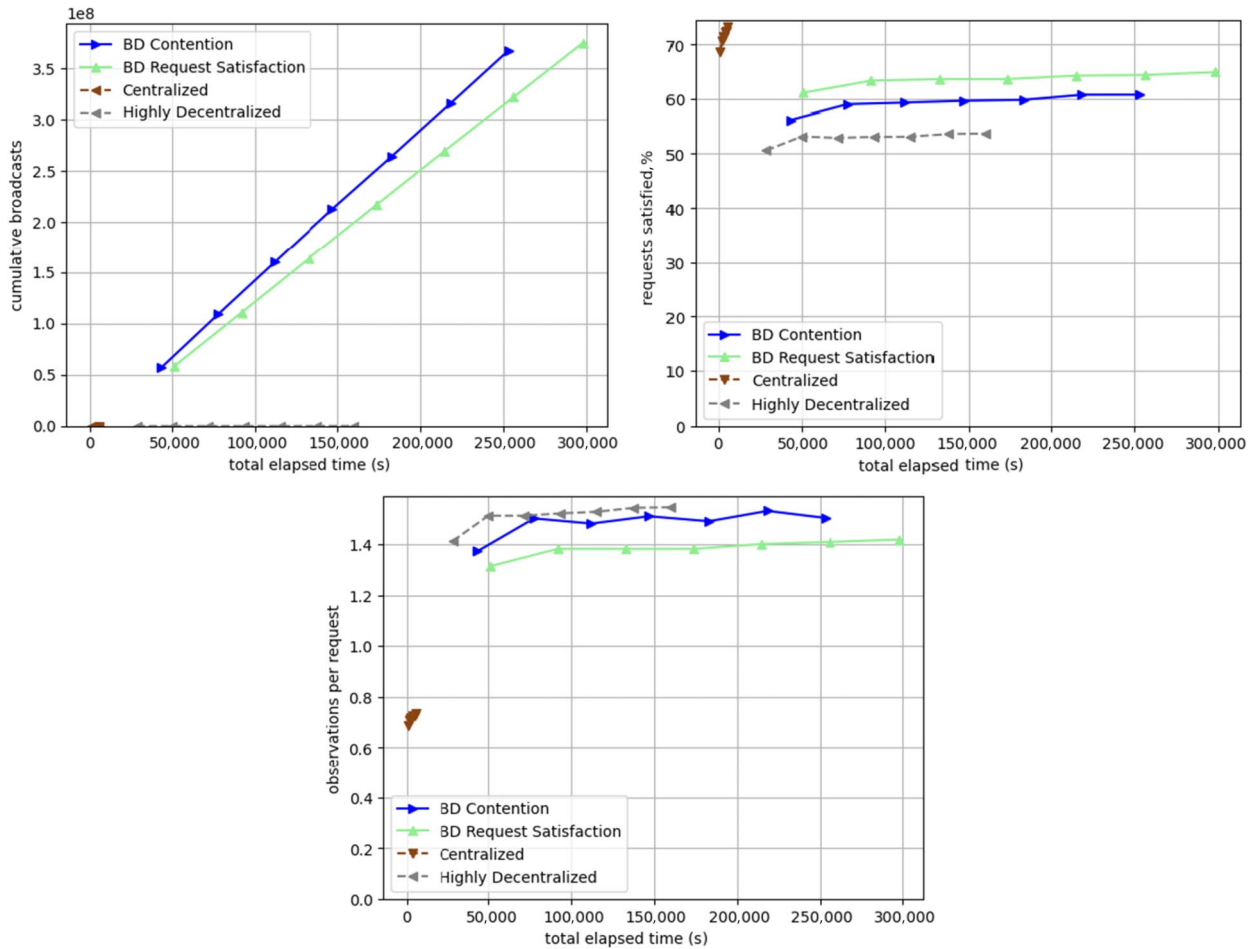 1e8
BD Contention
BD Request Satisfaction
Centralized
Highly Decentralized
3.5
3.0
2.5
2.0
1.5
1.0
0.5
0.0
cumulative broadcasts
0 50,000 100,000 150,000 200,000 250,000 300,000
total elapsed time (s)
70
60
50
40
30
20
10
0
requests satisfied,%
BD Contention
BD Request Satisfaction
Centralized
Highly Decentralized
0 50,000 100,000 150,000 200,000 250,000 300,000
total elapsed time (s)
1.4
1.2
1.0
0.8
0.6
0.4
0.2
0.0
observations per request
BD Contention
BD Request Satisfaction
Centralized
Highly Decentralized
0 50,000 100,000 150,000 200,000 250,000 300,000
total elapsed time (s)